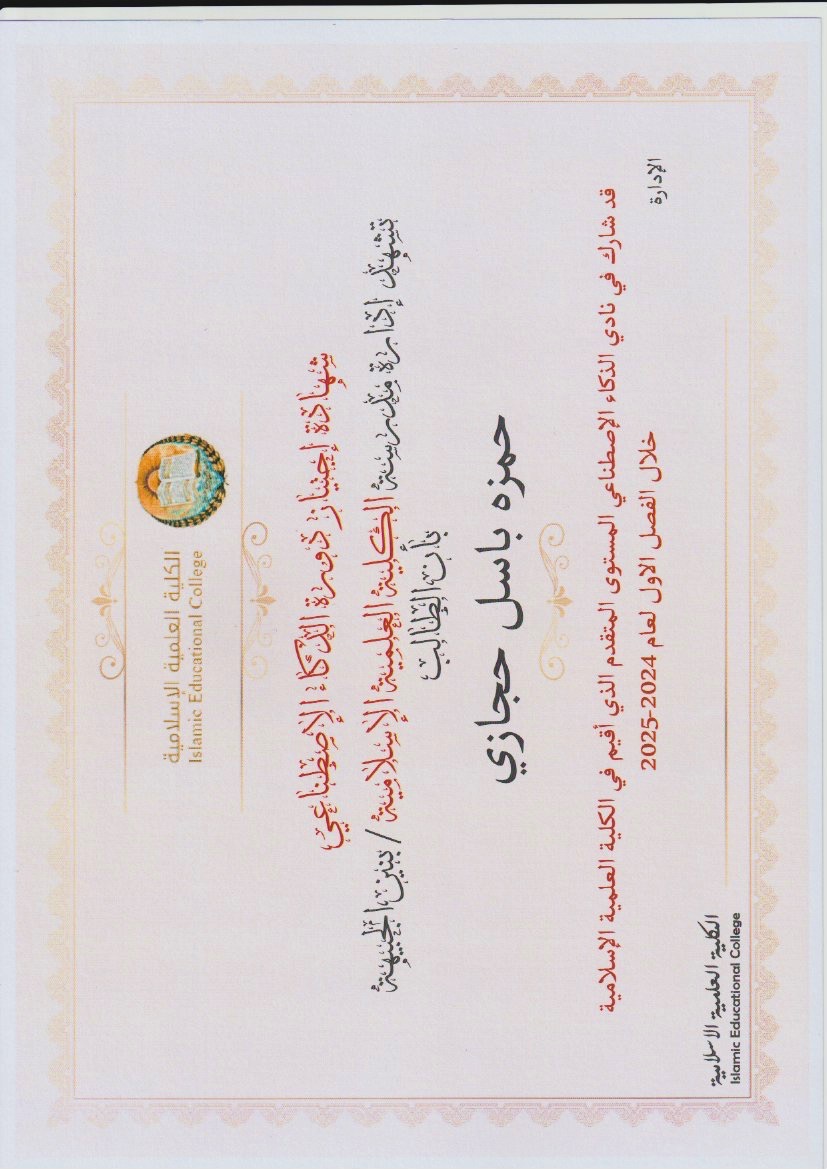 الكلية العلمية الإسلامية
Islamic Educational College
شهادة إجتياز دورة الذكاء الإصطناعي
تشهد إدارة مدرسة الكلية العلمية الإسلامية / بنين الجبيهة
بأن الطالب
حمزه باسل حجازي
قد شارك في نادي الذكاء الإصطناعي المستوى المتقدم الذي أقيم في الكلية العلمية الإسلامية
خلال الفصل الاول لعام 2024-2025
الإدارة
الكلية العلمية الاسلامية
Islamic Educational College